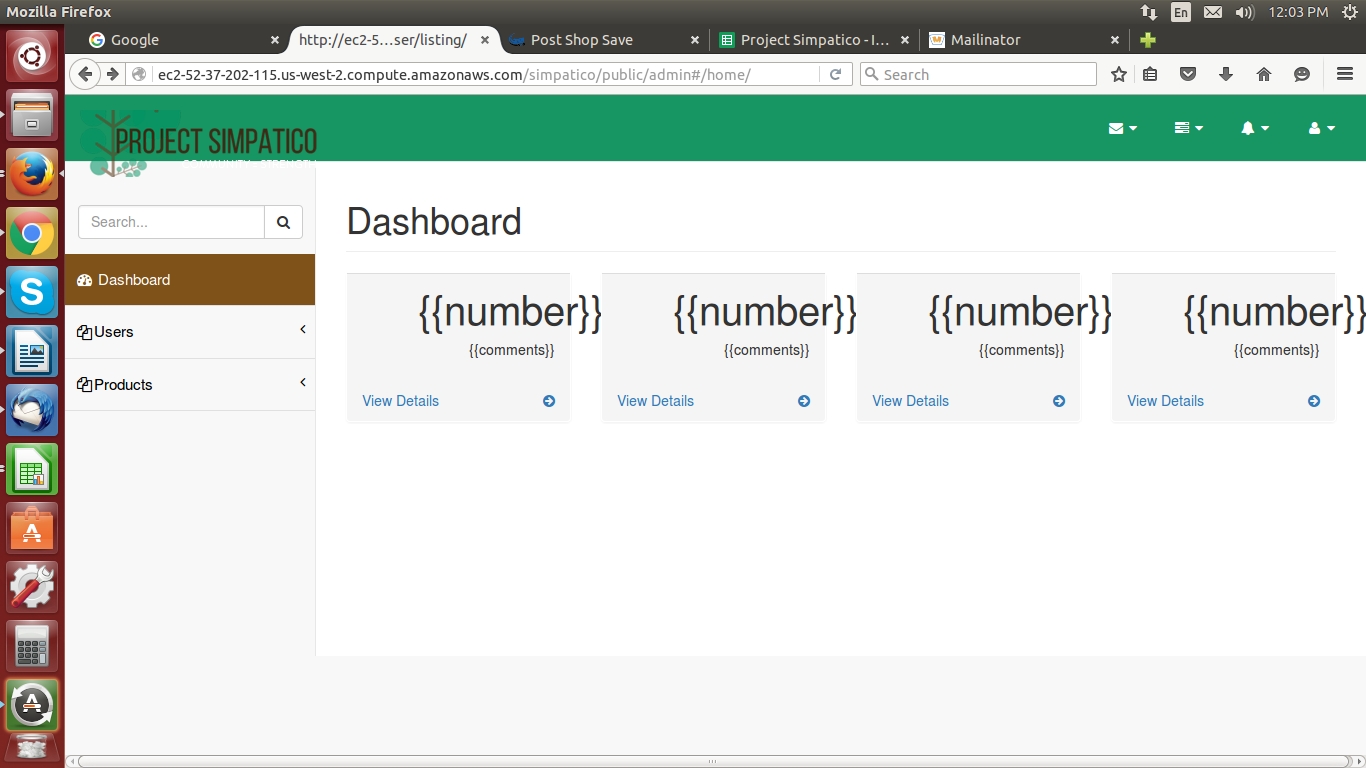 Mozilla Firefox
En
12:03 PM
Google
http://ec2-5...ser/listing/
Post Shop Save
Project Simpatico - I...
Mailinator
ec2-52-37-202-115.us-west-2.compute.amazonaws.com/simpatico/public/admin#/home/
Search
PROJECT SIMPATICO
Search...
Dashboard
Users
Products
Dashboard
{{number}} {{number}} {{number}} {{number}}
{{comments}} {{comments}} {{comments}} {{comments}}
View Details View Details View Details View Details